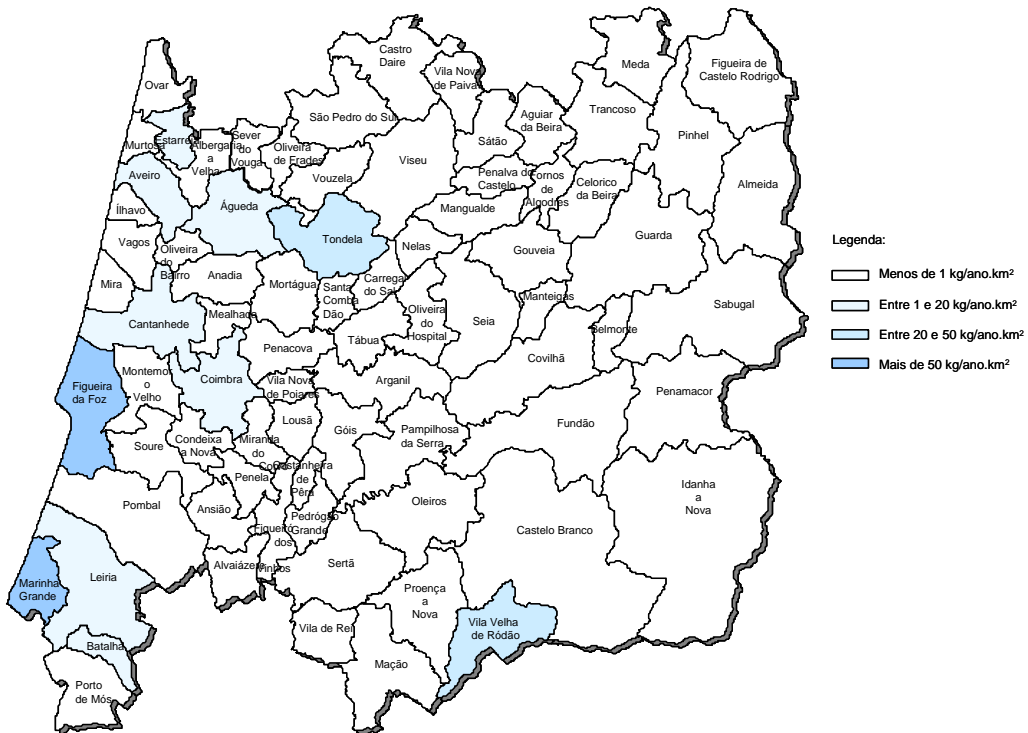 Castro
Daire
Meda
Figueira de
Castelo Rodrigo
Vila Nova
de Paiva
Ovar
Trancoso
São Pedro do Sul
Aguiar
da Beira
Pinhel
Murtosa
Estarreja
Albergaria
a
Velha
Sever
do
Vouga
Oliveira
de Frades
Sátão
Viseu
Vouzela
Penalva do
Castelo
Fornos
de
Algodres
Celorico
da Beira
Almeida
Aveiro
Ílhavo
Águeda
Mangualde
Tondela
Guarda
Vagos
Oliveira
do
Bairro
Nelas
Gouveia
Legenda:
Menos de 1 kg/ano.km²
Entre 1 e 20 kg/ano.km²
Entre 20 e 50 kg/ano.km²
Mais de 50 kg/ano.km²
Mira
Anadia
Mortágua
Santa
Comba
Dão
Carregal
do Sal
Manteigas
Sabugal
Cantanhede
Mealhada
Oliveira
do
Hospital
Seia
Belmonte
Penacova
Tábua
Covilhã
Figueira
da Foz
Montemor
o
Velho
Coimbra
Vila Nova
de Poiares
Arganil
Penamacor
Lousã
Góis
Pampilhosa
da Serra
Fundão
Soure
Condeixa
a Nova
Miranda
do
Corvo
Castanheira
de
Pêra
Penela
Idanha
a
Nova
Pombal
Ansião
Oleiros
Castelo Branco
Pedrógão
Grande
Figueiró
dos
Vinhos
Alvaiázere
Sertã
Marinha
Grande
Leiria
Proença
a
Nova
Vila de Rei
Vila Velha
de Ródão
Batalha
Mação
Porto
de Mós